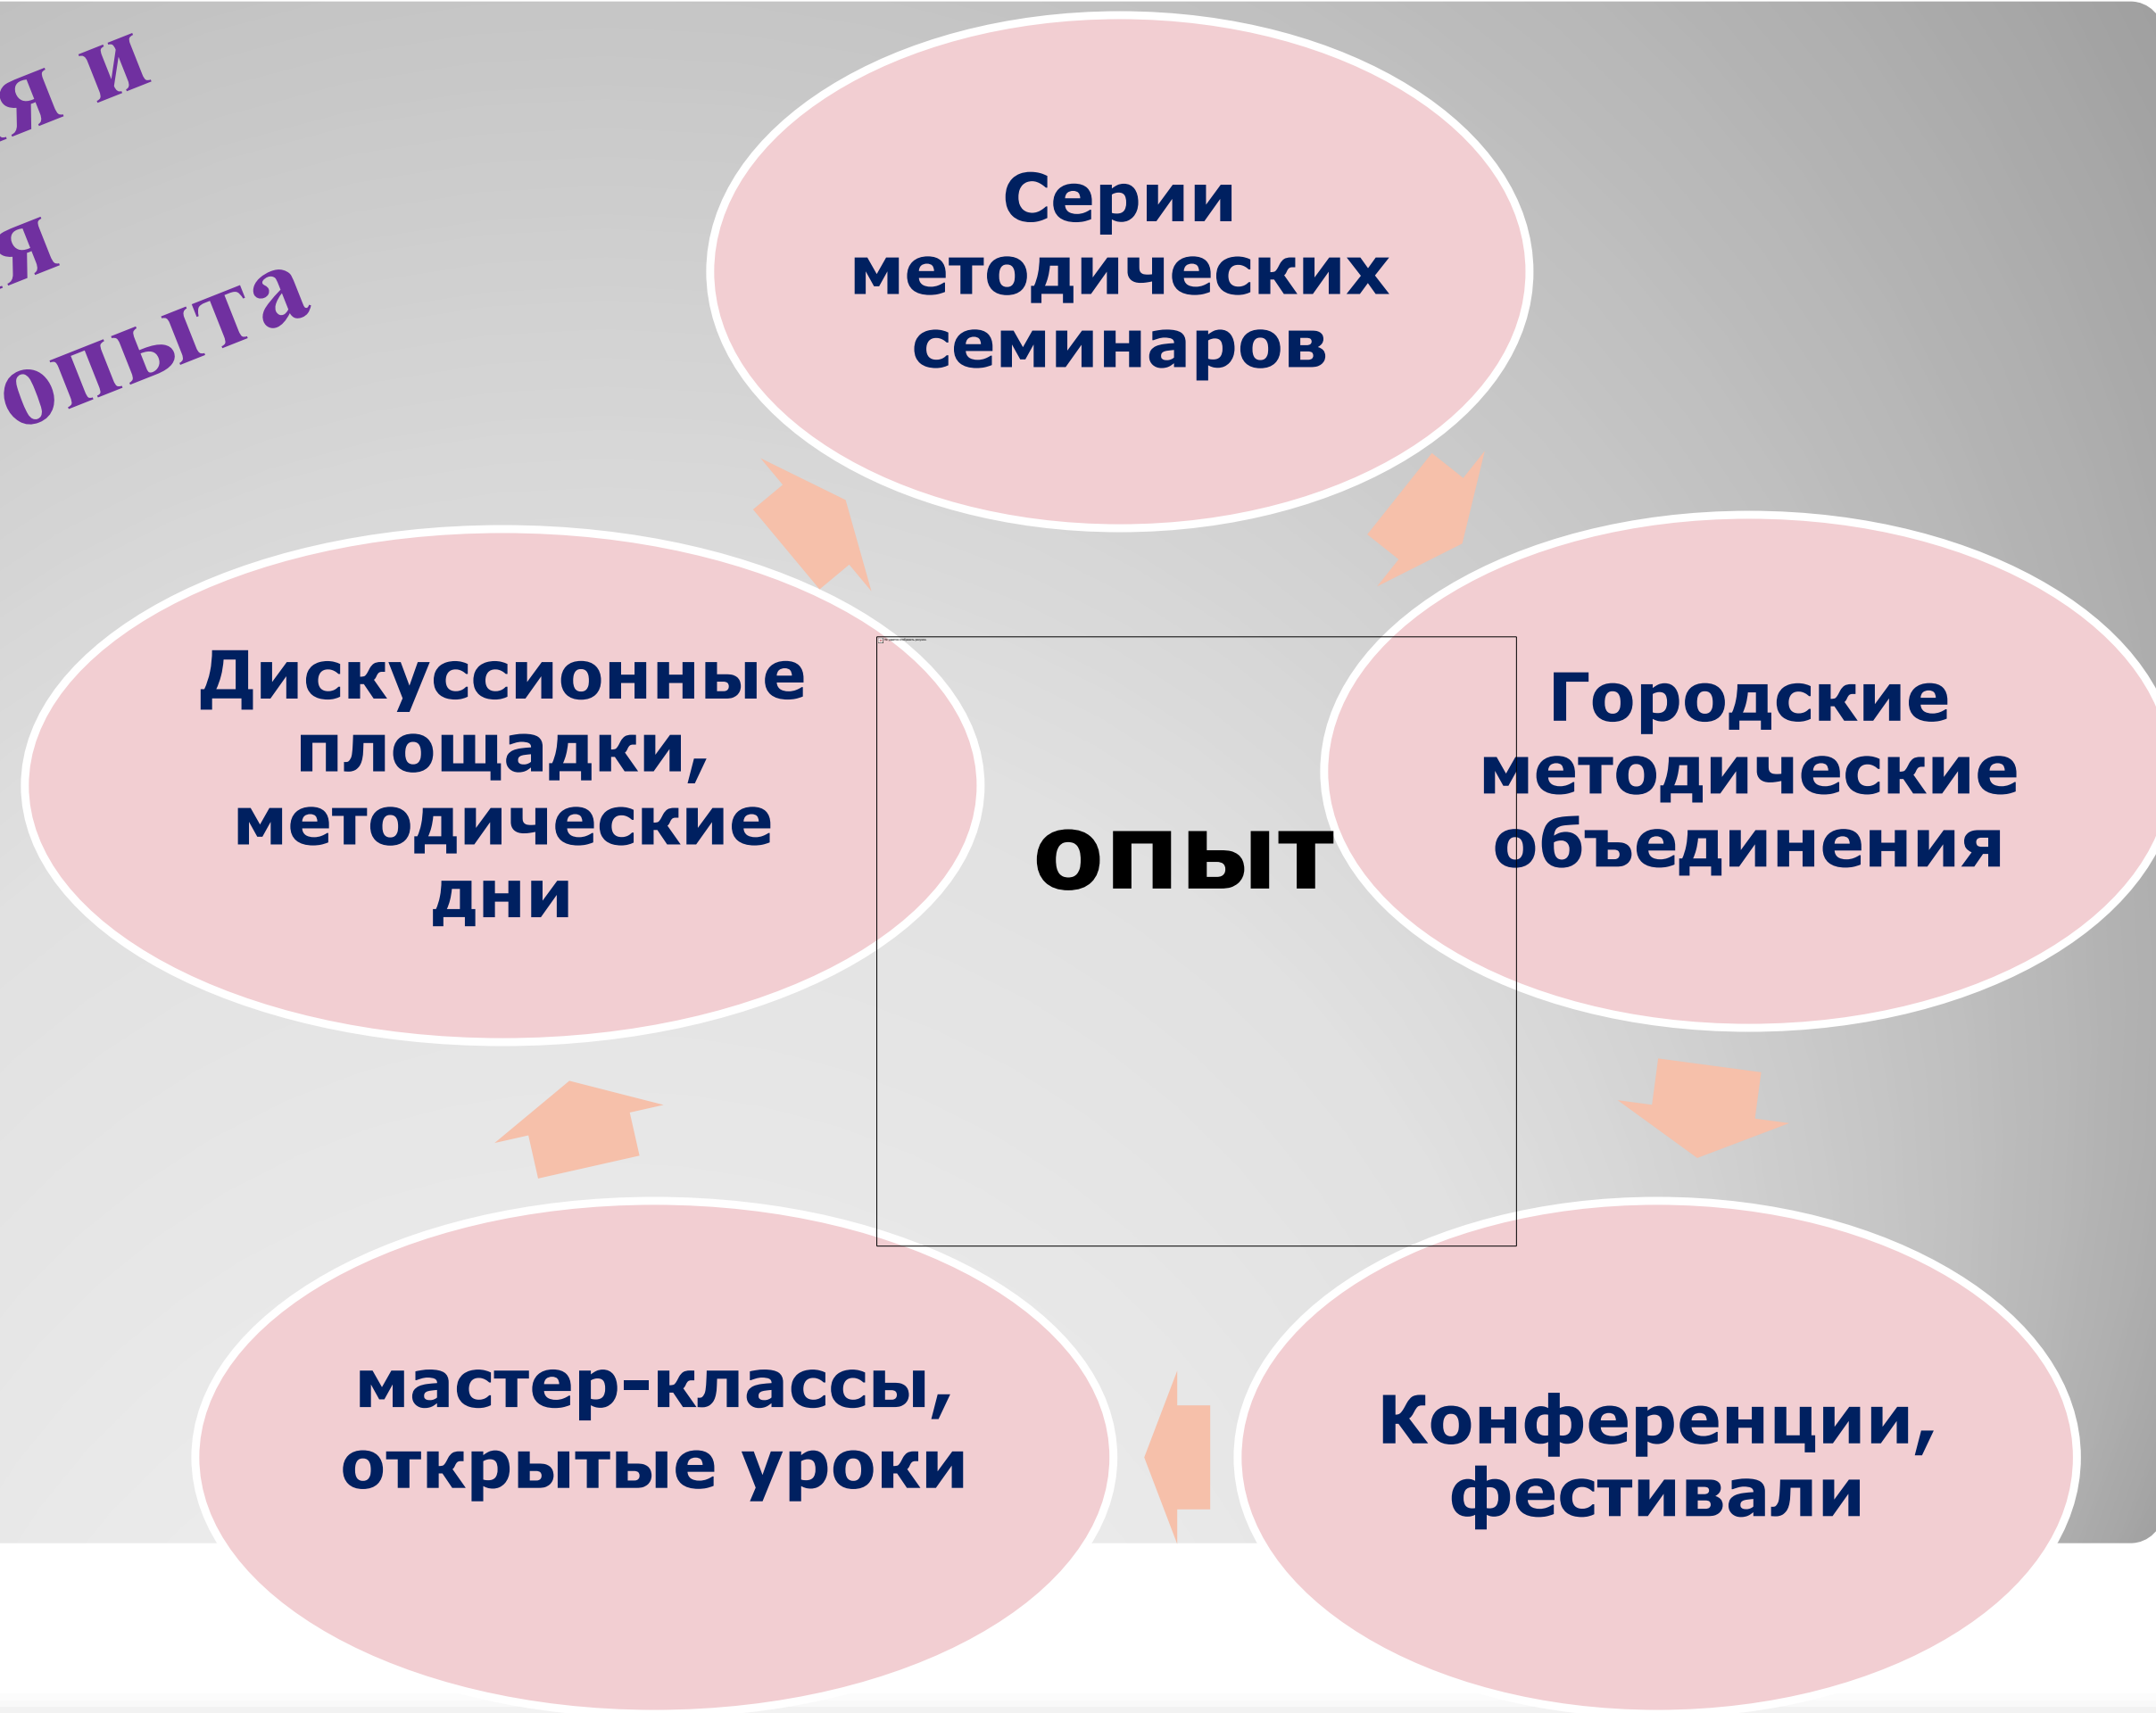 я и
я
опыта
Серии
методических
семинаров
Дискуссионные
площадки,
методические
дни
Городские
методические
объединения
опыт
мастер-классы,
открытые уроки
Конференции,
фестивали